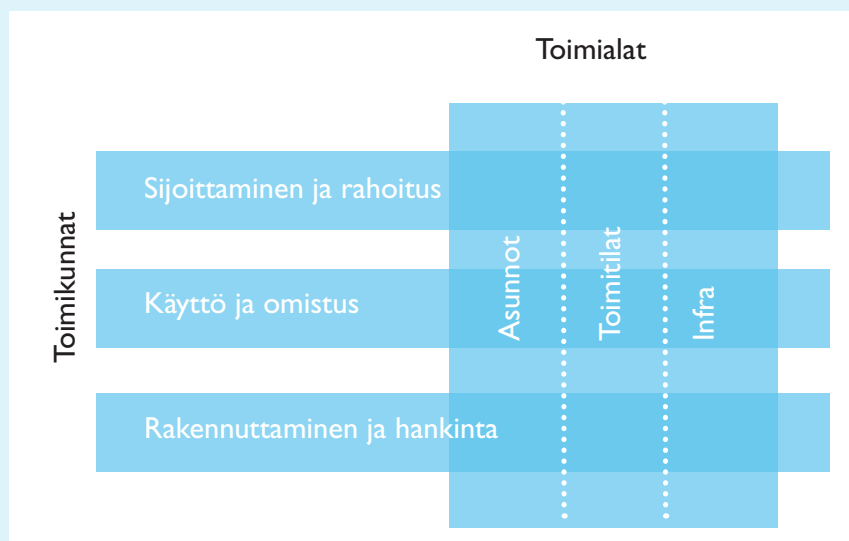 Toimialat
Toimikunnat
Sijoittaminen ja rahoitus
Käyttö ja omistus
Rakennuttaminen ja hankinta
Asunnot
Toimitilat
Infra